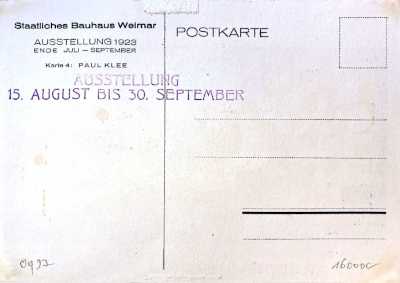 Staatliches Bauhaus Weimar
AUSSTELLUNG 1923
ENDE JULI — SEPTEMBER
Karte 4: PAUL KLEE
POSTKARTE
AUSSTELLUNG
15. AUGUST BIS 30. SEPTEMBER